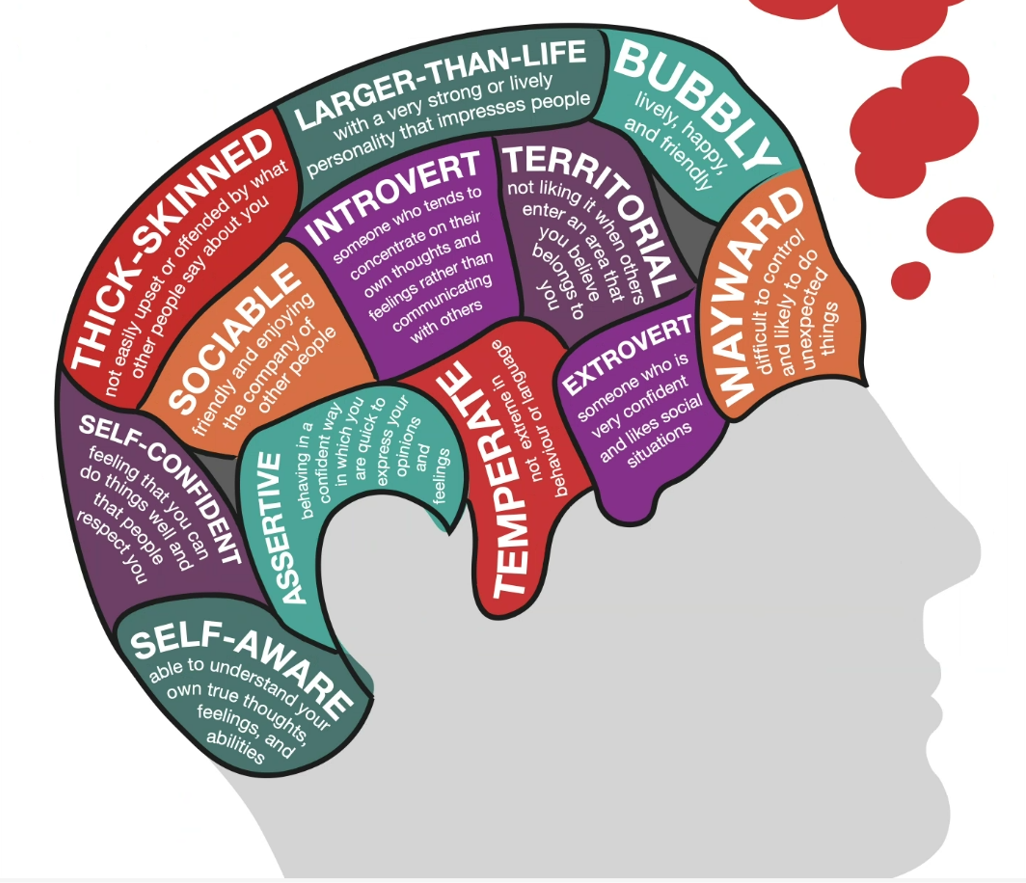 LARGER-THAN-LIFE
with a very strong or lively
personality that impresses people
BUBBLY
lively, happy,
and friendly
THICK-SKINNED
not easily upset or offended by what
other people say about you
INTROVERT
someone who tends to
concentrate on their
own thoughts and
feelings rather than
communicating
with others
TERRITORIAL
not liking it when others
enter an area that
you believe
belongs to
you
WAYWARD
difficult to control
and likely to do
unexpected
things
SOCIABLE
friendly and enjoying
the company of
other people
EXTROVERT
someone who is
very confident
and likes social
situations
TEMPERATE
not extreme in
behaviour or language
ASSERTIVE
behaving in a
confident way
in which you
are quick to
express your
opinions
and
feelings
SELF-CONFIDENT
feeling that you can
do things well and
that people
respect you
SELF-AWARE
able to understand your
own true thoughts,
feelings, and
abilities